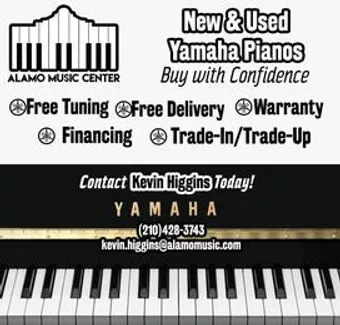 New & Used
Yamaha Pianos
ALAMO MUSIC CENTER
Buy with Confidence
Free Tuning Free Delivery Warranty
Financing Trade-In/Trade-Up
Contact Kevin Higgins Today!
YAMAHA
(210)428-3743
kevin.higgins@alamomusic.com